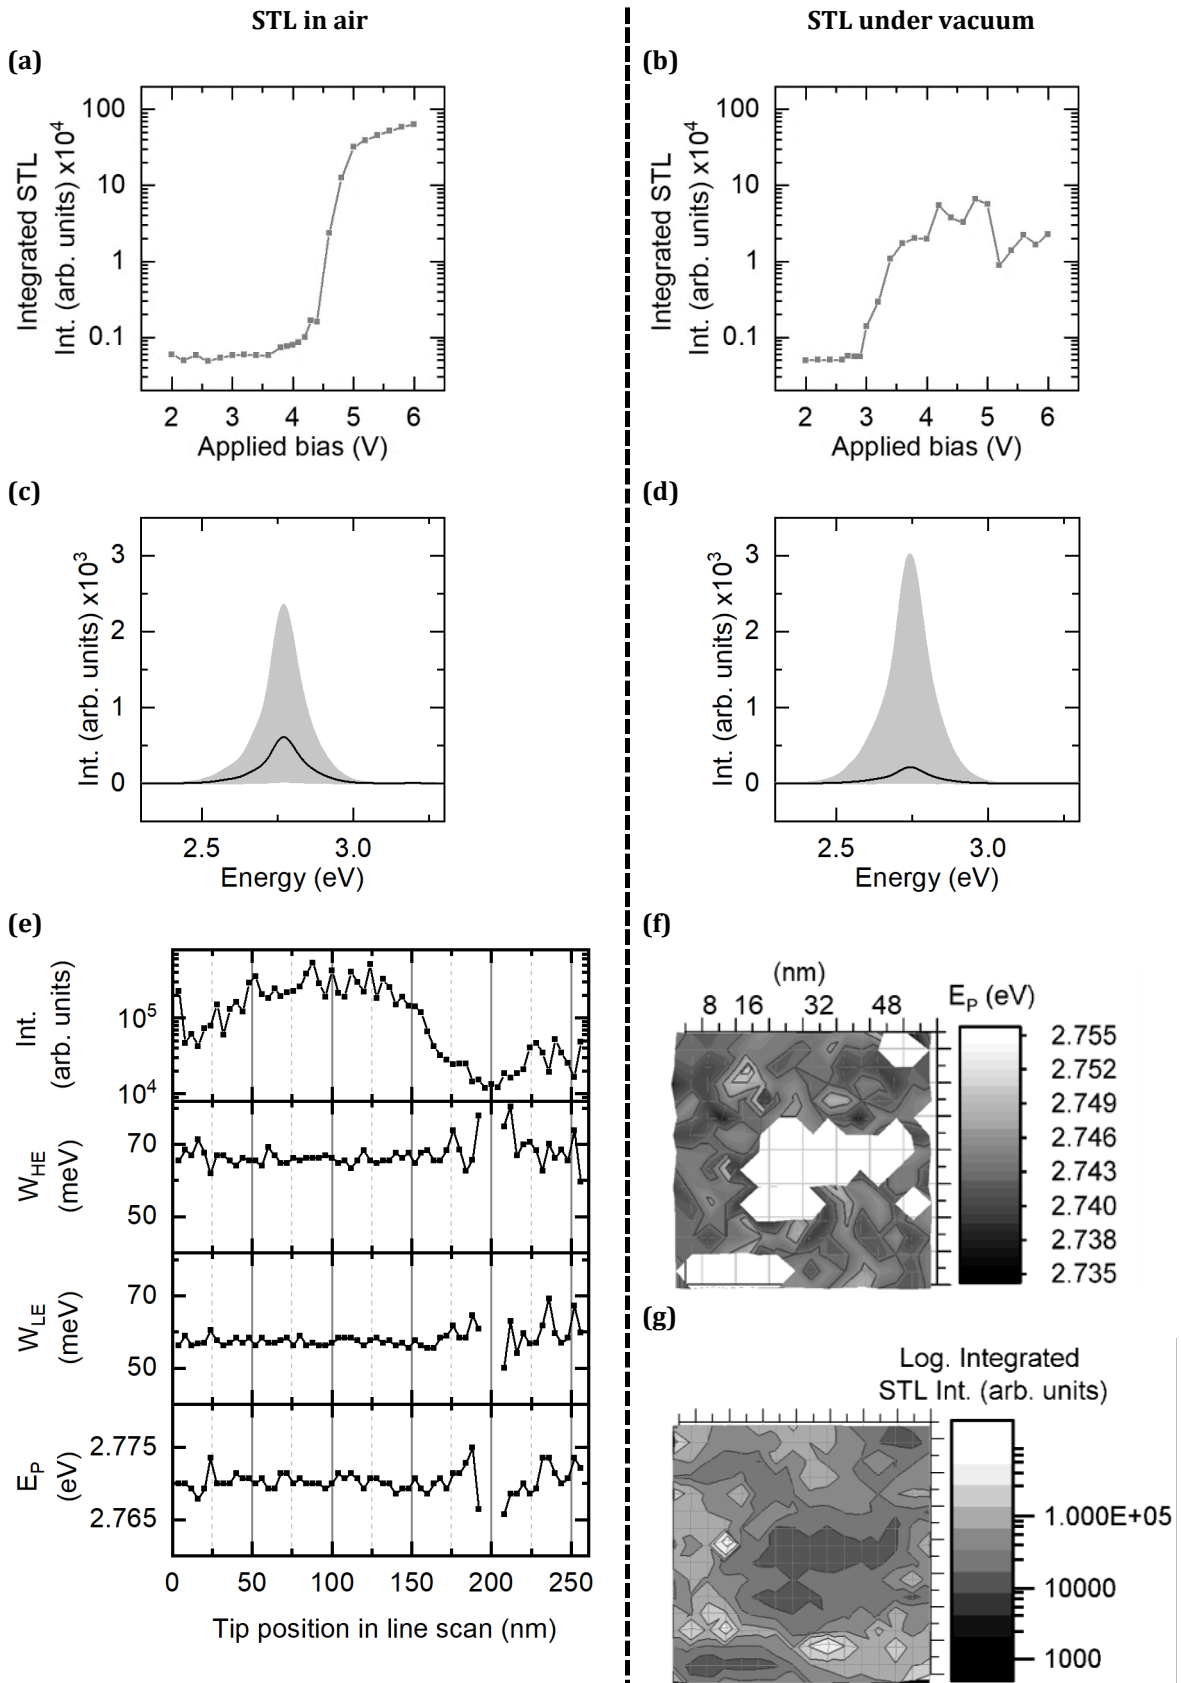 STL in air
STL under vacuum
(a)
Integrated STL
Int. (arb. units) x10⁴
100
10
1
0.1
2 3 4 5 6
Applied bias (V)
(b)
Integrated STL
Int. (arb. units) x10⁴
100
10
1
0.1
2 3 4 5 6
Applied bias (V)
(c)
Int. (arb. units) x10³
3
2
1
0
2.5 3.0
Energy (eV)
(d)
Int. (arb. units) x10³
3
2
1
0
2.5 3.0
Energy (eV)
(e)
Int.
(arb. units)
10⁵
10⁴
W_HE
(meV)
70
50
W_LE
(meV)
70
50
E_P
(eV)
2.775
2.765
0 50 100 150 200 250
Tip position in line scan (nm)
(f)
(nm)
8 16 32 48
E_P (eV)
2.755
2.752
2.749
2.746
2.743
2.740
2.738
2.735
(g)
Log. Integrated
STL Int. (arb. units)
1.000E+05
10000
1000